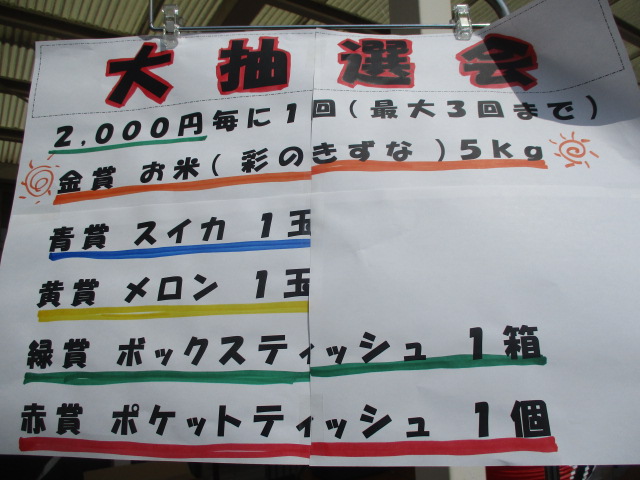 大抽選会
2,000円毎に1回(最大3回まで)
金賞 お米(彩のきずな)5kg
青賞 スイカ 1玉
黄賞 メロン 1玉
緑賞 ボックスティッシュ 1箱
赤賞 ポケットティッシュ 1個